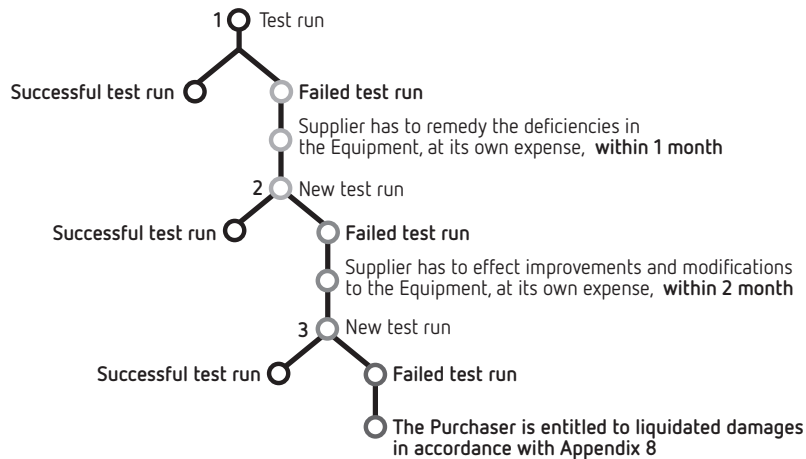 1 Test run
Successful test run
Failed test run
Supplier has to remedy the deficiencies in
the Equipment, at its own expense, within 1 month
2 New test run
Successful test run
Failed test run
Supplier has to effect improvements and modifications
to the Equipment, at its own expense, within 2 month
3 New test run
Successful test run
Failed test run
The Purchaser is entitled to liquidated damages
in accordance with Appendix 8